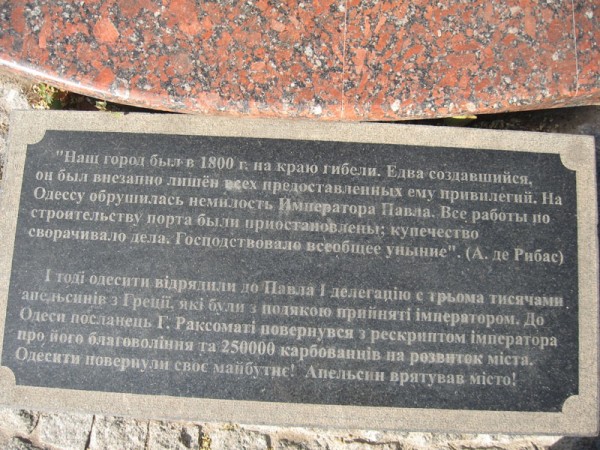 "Наш город был в 1800 г. на краю гибели. Едва создавшийся,
он был внезапно лишён всех предоставленных ему привилегий. На
Одессу обрушилась немилость Императора Павла. Все работы по
строительству порта были приостановлены; купечество
сворачивало дела. Господствовало всеобщее уныние". (А. де Рибас)
І тоді одесити відрядили до Павла І делегацію с трьома тисячами
апельсинів з Греції, які були з подякою прийняті імператором. До
Одеси посланець Г. Раксоматі повернувся з рескриптом імператора
про його благовоління та 250000 карбованців на розвиток міста.
Одесити повернули своє майбутнє! Апельсин врятував місто!